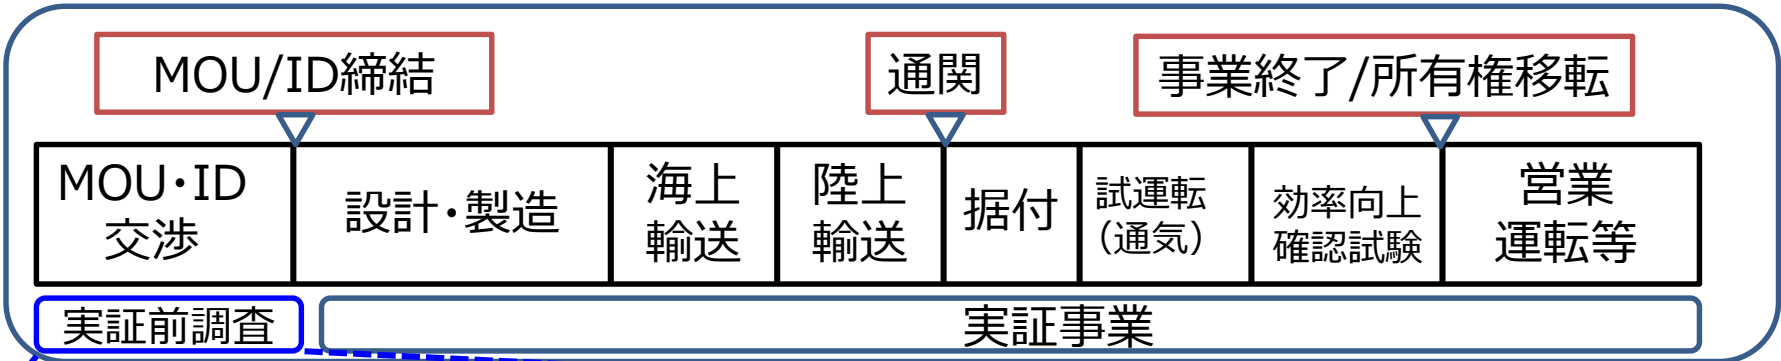 MOU/ID締結
通関
事業終了/所有権移転
MOU・ID
交渉
設計・製造
海上
輸送
陸上
輸送
据付
試運転
（通気）
効率向上
確認試験
営業
運転等
実証前調査
実証事業